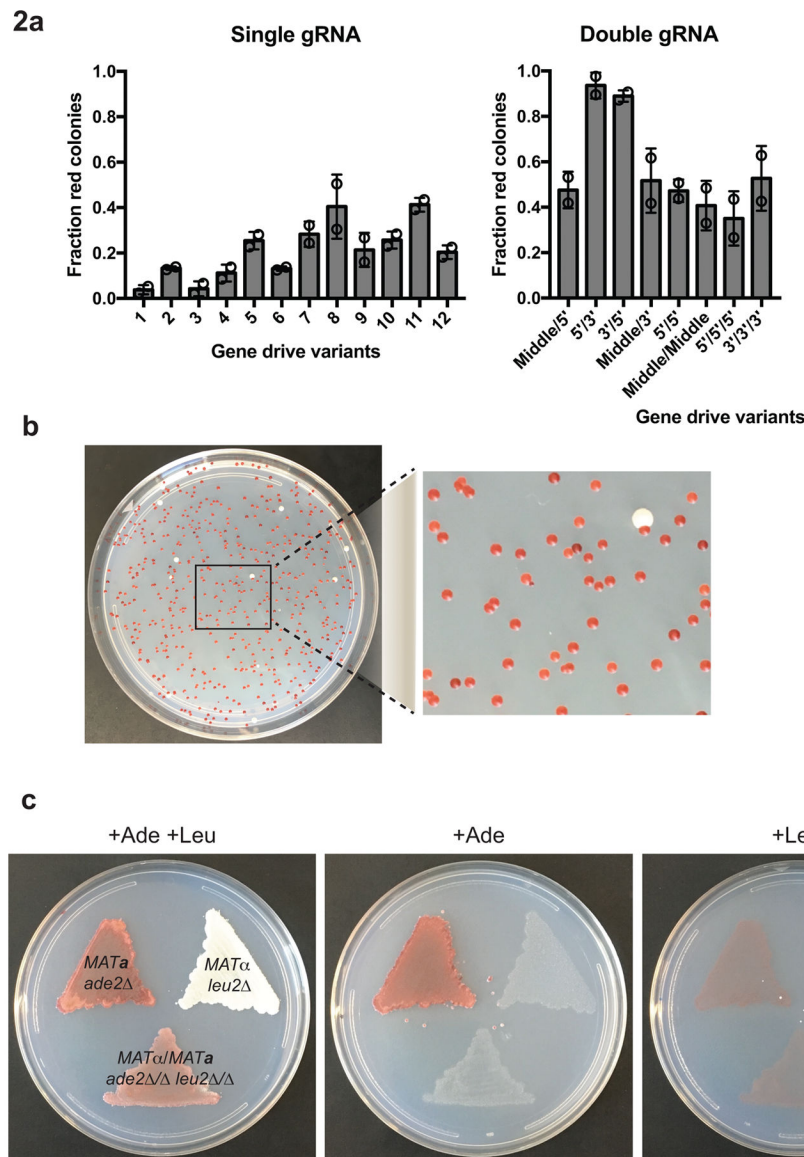 2a
Single gRNA
Double gRNA
Fraction red colonies
1.0
0.8
0.6
0.4
0.2
0.0
1 2 3 4 5 6 7 8 9 10 11 12
Gene drive variants
Fraction red colonies
1.0
0.8
0.6
0.4
0.2
0.0
Middle/5'
5'/3'
3'/5'
Middle/3'
5'/5'
Middle/Middle
5'/5'/5'
3'/3'/3'
Gene drive variants
b
c
+Ade +Leu
+Ade
+Le
MATa
ade2Δ
MATα
leu2Δ
MATα/MATa
ade2Δ/Δ leu2Δ/Δ